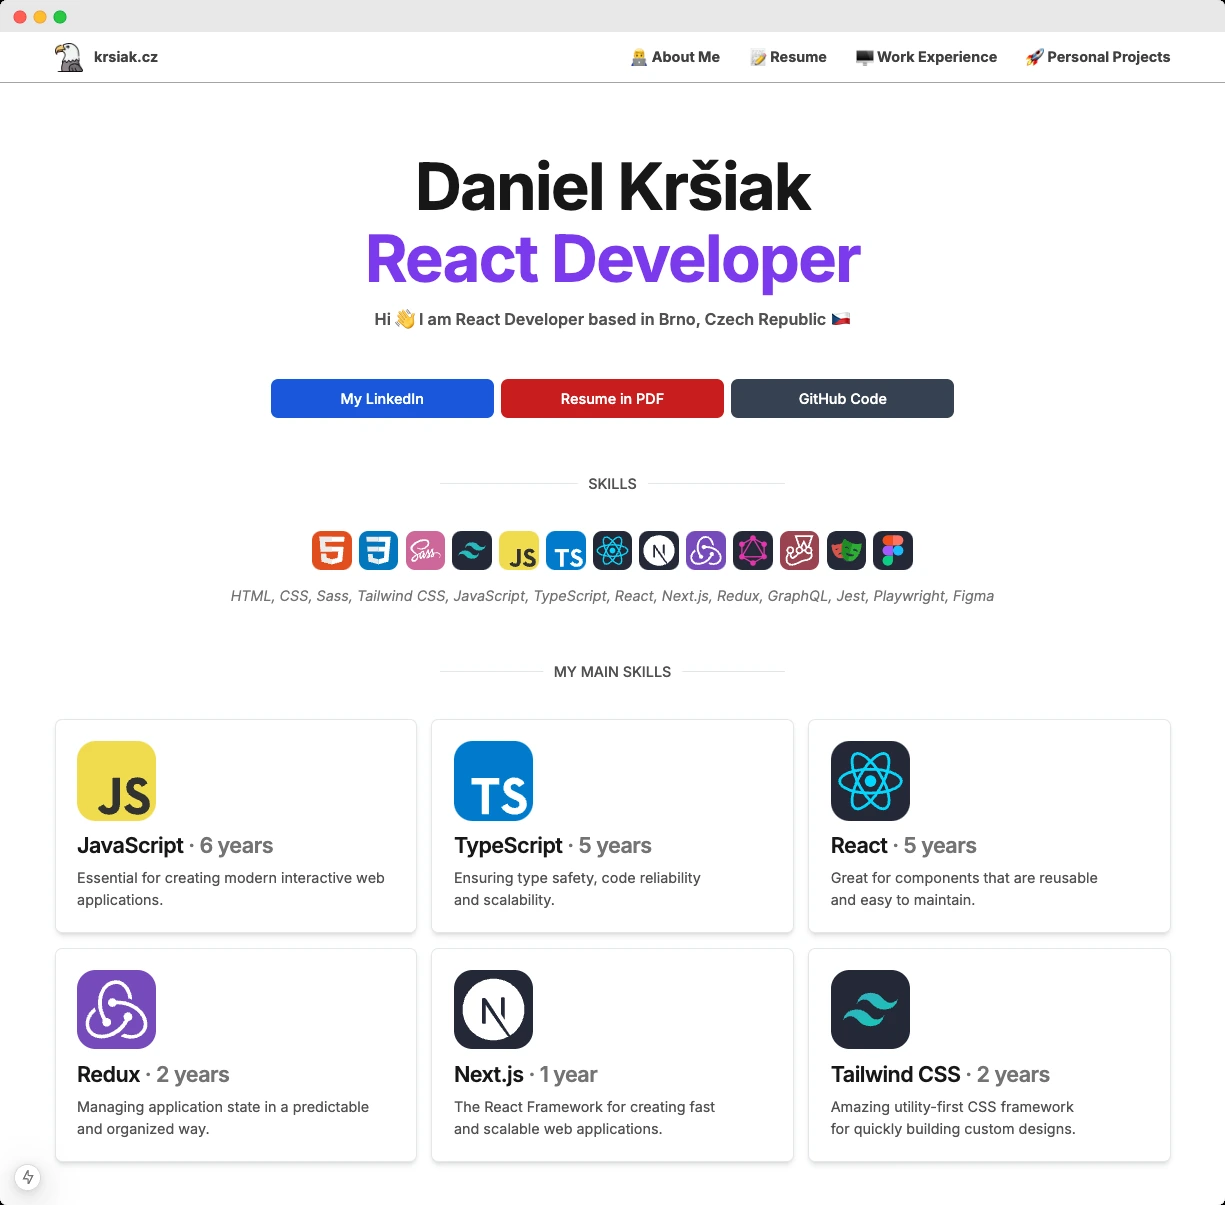 krsiak.cz
About Me
Resume
Work Experience
Personal Projects
Daniel Kršiak
React Developer
Hi 👋 I am React Developer based in Brno, Czech Republic 🇨🇿
My LinkedIn
Resume in PDF
GitHub Code
SKILLS
5
3
Sass
JS
TS
N
HTML, CSS, Sass, Tailwind CSS, JavaScript, TypeScript, React, Next.js, Redux, GraphQL, Jest, Playwright, Figma
MY MAIN SKILLS
JS
JavaScript · 6 years
Essential for creating modern interactive web
applications.
TS
TypeScript · 5 years
Ensuring type safety, code reliability
and scalability.
React · 5 years
Great for components that are reusable
and easy to maintain.
Redux · 2 years
Managing application state in a predictable
and organized way.
N
Next.js · 1 year
The React Framework for creating fast
and scalable web applications.
Tailwind CSS · 2 years
Amazing utility-first CSS framework
for quickly building custom designs.